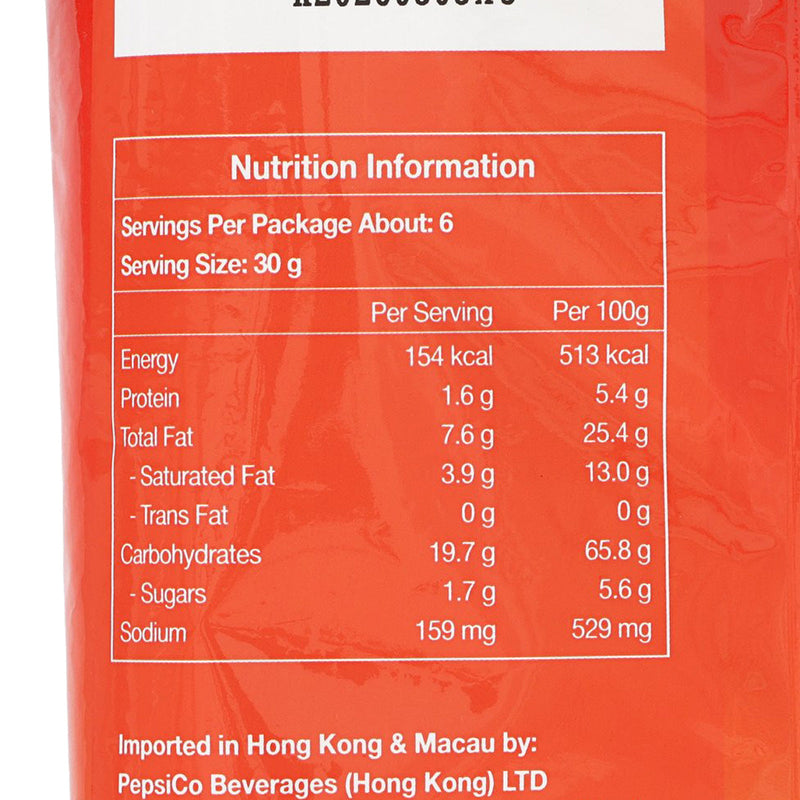 Nutrition Information
Servings Per Package About: 6
Serving Size: 30 g
Per Serving Per 100g
Energy 154 kcal 513 kcal
Protein 1.6 g 5.4 g
Total Fat 7.6 g 25.4 g
- Saturated Fat 3.9 g 13.0 g
- Trans Fat 0 g 0 g
Carbohydrates 19.7 g 65.8 g
- Sugars 1.7 g 5.6 g
Sodium 159 mg 529 mg
Imported in Hong Kong & Macau by:
PepsiCo Beverages (Hong Kong) LTD